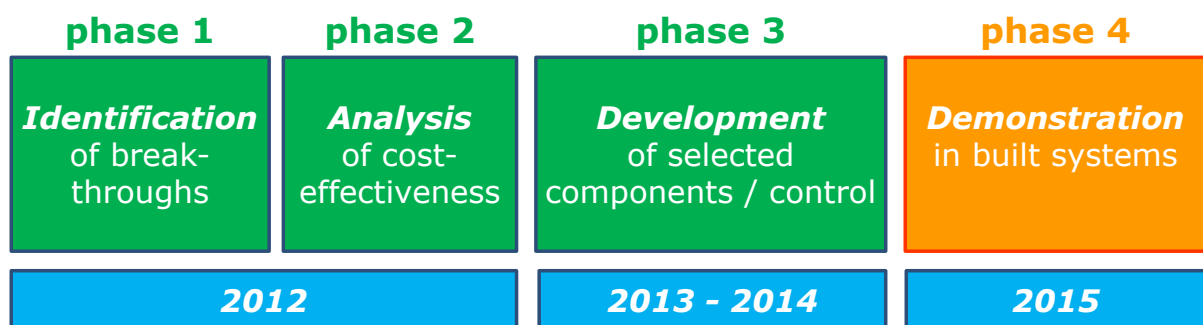 phase 1
phase 2
phase 3
phase 4
Identification
of break-
throughs
Analysis
of cost-
effectiveness
Development
of selected
components / control
Demonstration
in built systems
2012
2013 - 2014
2015